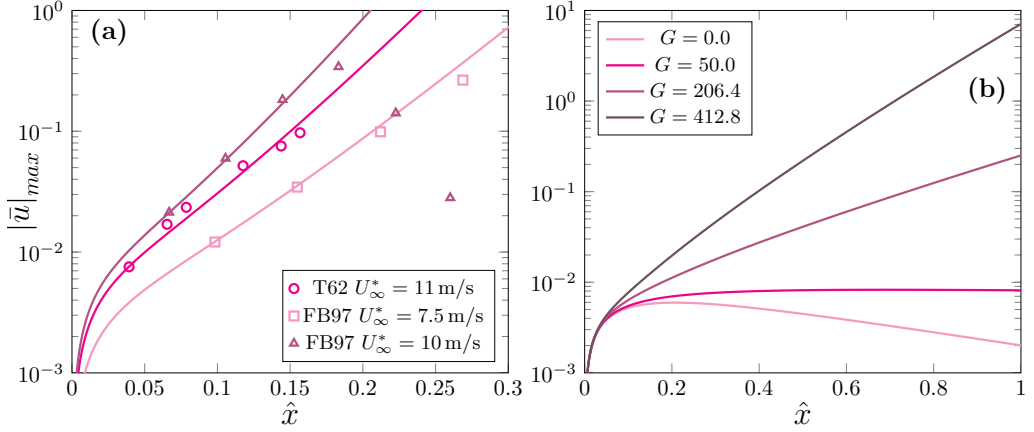 (a)
10^0
10^{-1}
10^{-2}
10^{-3}
|ū|_{max}
T62 U^*_∞ = 11 m/s
FB97 U^*_∞ = 7.5 m/s
FB97 U^*_∞ = 10 m/s
0 0.05 0.1 0.15 0.2 0.25 0.3
x̂
(b)
10^1
10^0
10^{-1}
10^{-2}
10^{-3}
G = 0.0
G = 50.0
G = 206.4
G = 412.8
0 0.2 0.4 0.6 0.8 1
x̂